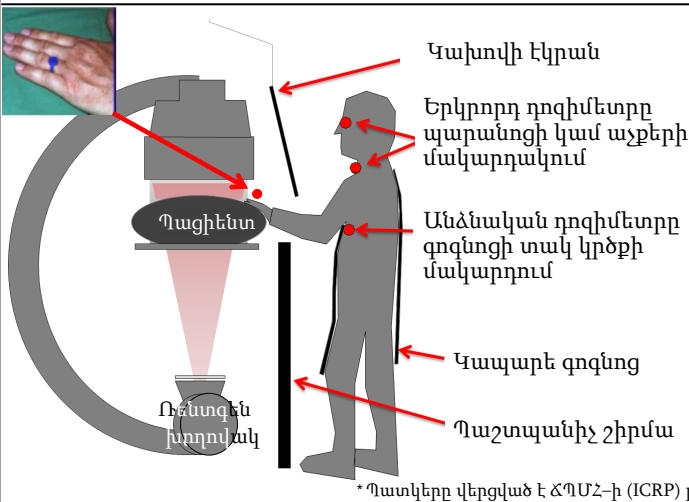 Կախովի էկրան
Երկրորդ դոզիմետրը
պարանոցի կամ աչքերի
մակարդակում
Պացիենտ
Անձնական դոզիմետրը
գոգնոցի տակ կրծքի
մակարդում
Կապարե գոգնոց
Ռենտգեն
խողովակ
Պաշտպանիչ շիրմա
*Պատկերը վերցված է ՃՊՄՀ–ի (ICRP)